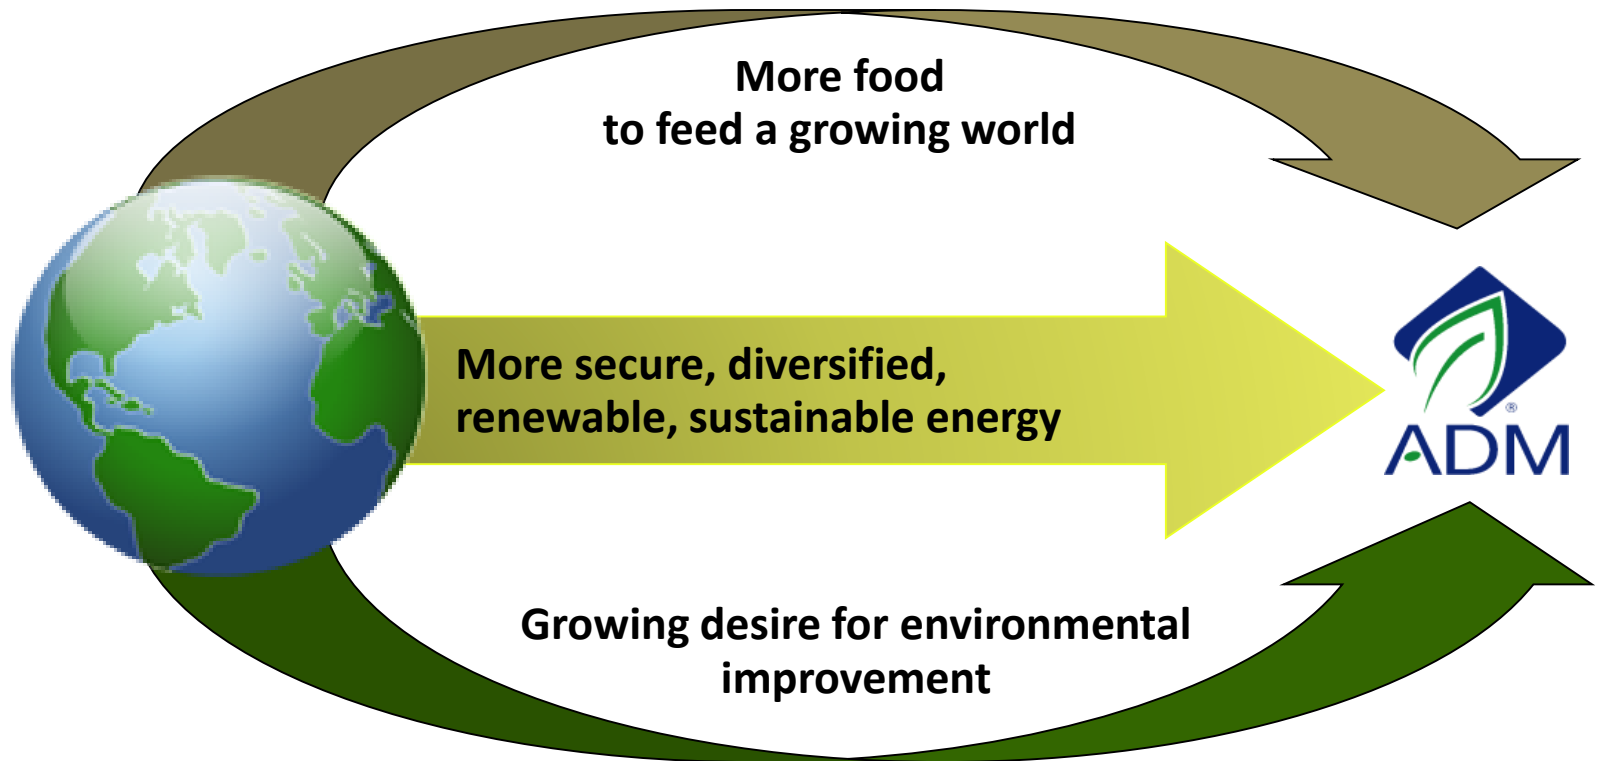 More food
to feed a growing world
More secure, diversified,
renewable, sustainable energy
®
ADM
Growing desire for environmental
improvement